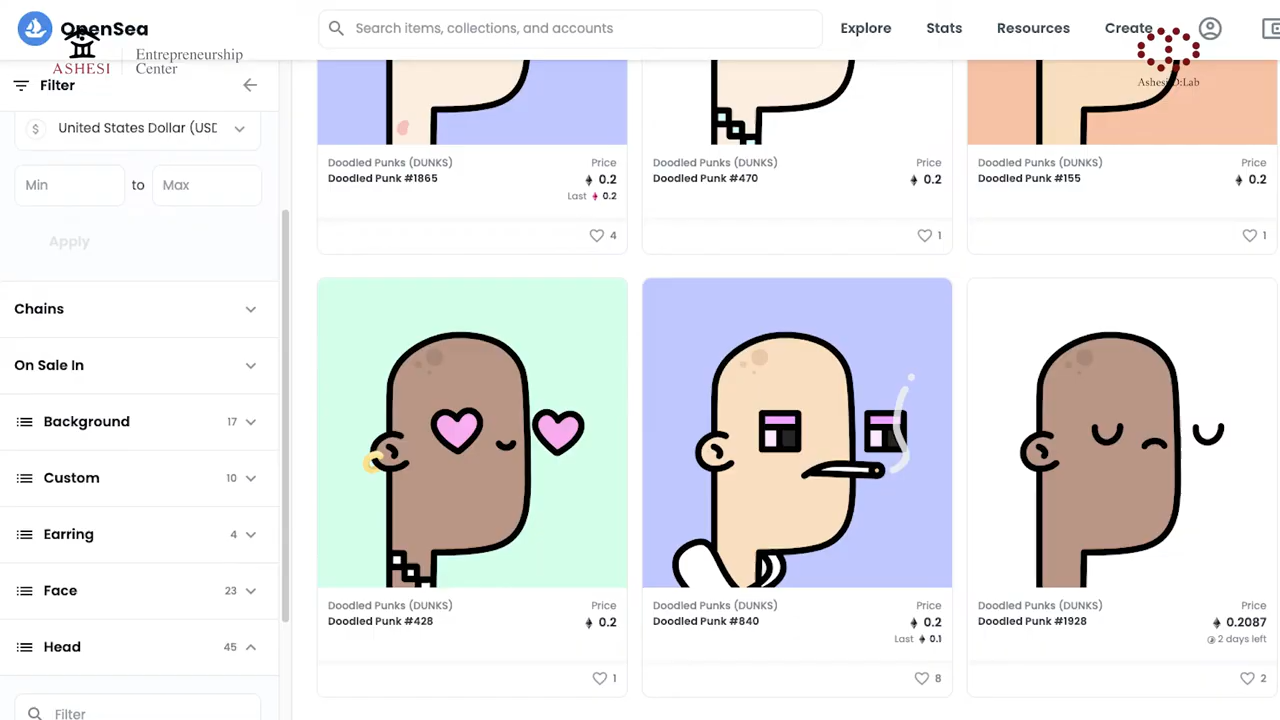 OpenSea
Search items, collections, and accounts
Explore
Stats
Resources
Create
ASHESI
Entrepreneurship
Center
Ashesi D:Lab
Filter
United States Dollar (USD
Min
to
Max
Apply
Chains
On Sale In
Background 17
Custom 10
Earring 4
Face 23
Head 45
Filter
Doodled Punks (DUNKS) Price
Doodled Punk #1865 0.2
Last 0.2
4
Doodled Punks (DUNKS) Price
Doodled Punk #470 0.2
1
Doodled Punks (DUNKS) Price
Doodled Punk #155 0.2
1
Doodled Punks (DUNKS) Price
Doodled Punk #428 0.2
1
Doodled Punks (DUNKS) Price
Doodled Punk #840 0.2
Last 0.1
8
Doodled Punks (DUNKS) Price
Doodled Punk #1928 0.2087
2 days left
2